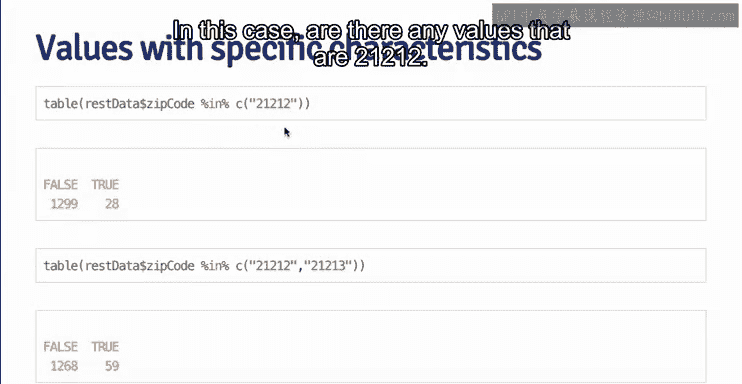 In this case, are there any values that
are 21212.
Values with specific characteristics
table(restData$zipCode %in% c("21212"))
FALSE TRUE
1299 28
table(restData$zipCode %in% c("21212","21213"))
FALSE TRUE
1268 59